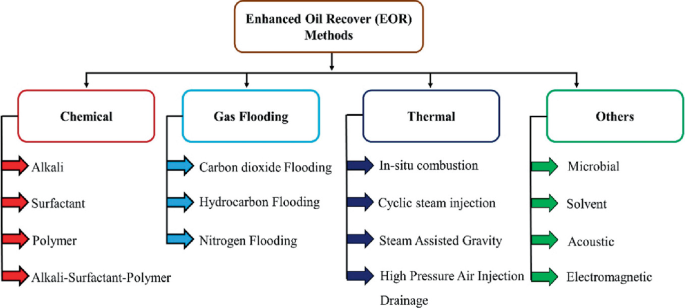 Enhanced Oil Recover (EOR)
Methods
Chemical
Gas Flooding
Thermal
Others
Alkali
Surfactant
Polymer
Alkali-Surfactant-Polymer
Carbon dioxide Flooding
Hydrocarbon Flooding
Nitrogen Flooding
In-situ combustion
Cyclic steam injection
Steam Assisted Gravity
High Pressure Air Injection
Drainage
Microbial
Solvent
Acoustic
Electromagnetic